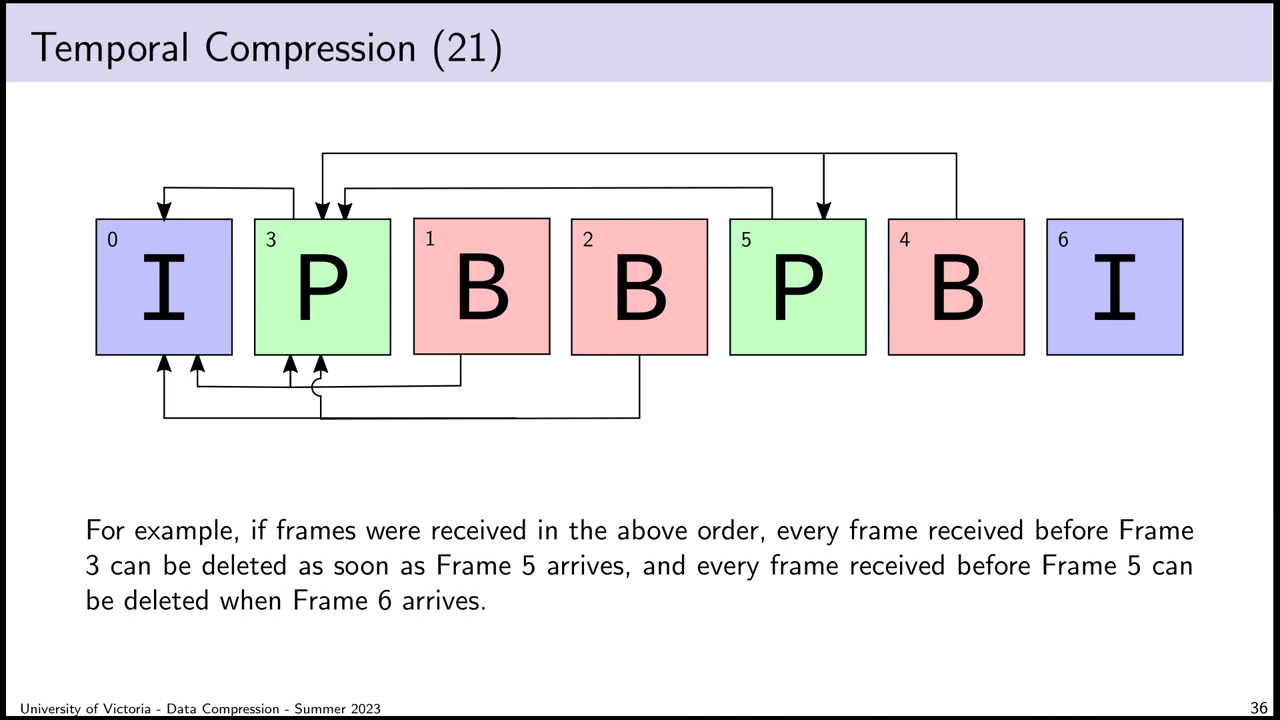 Temporal Compression (21)
0 3 1 2 5 4 6
I P B B P B I
For example, if frames were received in the above order, every frame received before Frame
3 can be deleted as soon as Frame 5 arrives, and every frame received before Frame 5 can
be deleted when Frame 6 arrives.
University of Victoria - Data Compression - Summer 2023
36